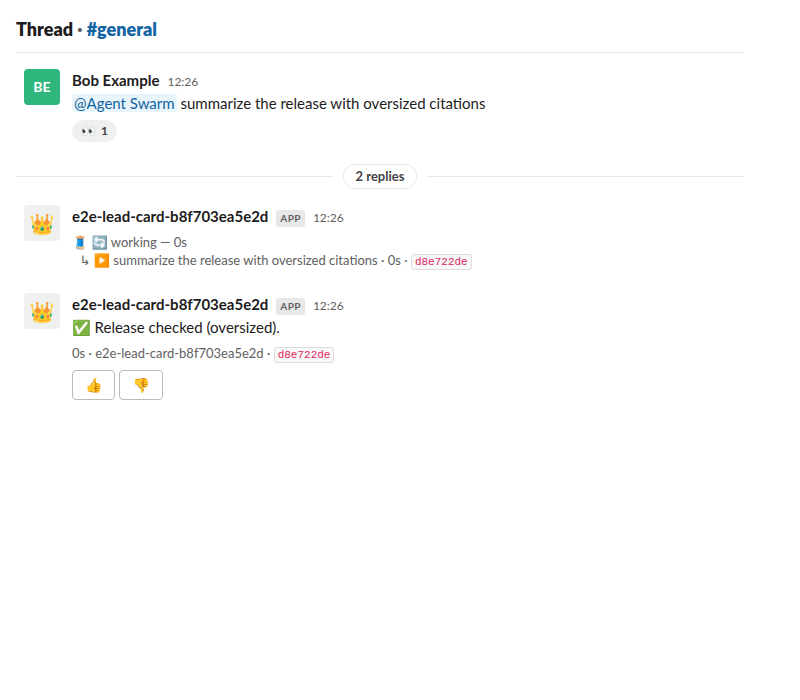 Thread • #general
BE
Bob Example 12:26
@Agent Swarm summarize the release with oversized citations
👀 1
2 replies
e2e-lead-card-b8f703ea5e2d APP 12:26
🧵 🔄 working — 0s
↳ ▶️ summarize the release with oversized citations · 0s · d8e722de
e2e-lead-card-b8f703ea5e2d APP 12:26
✅ Release checked (oversized).
0s · e2e-lead-card-b8f703ea5e2d · d8e722de
👍 👎